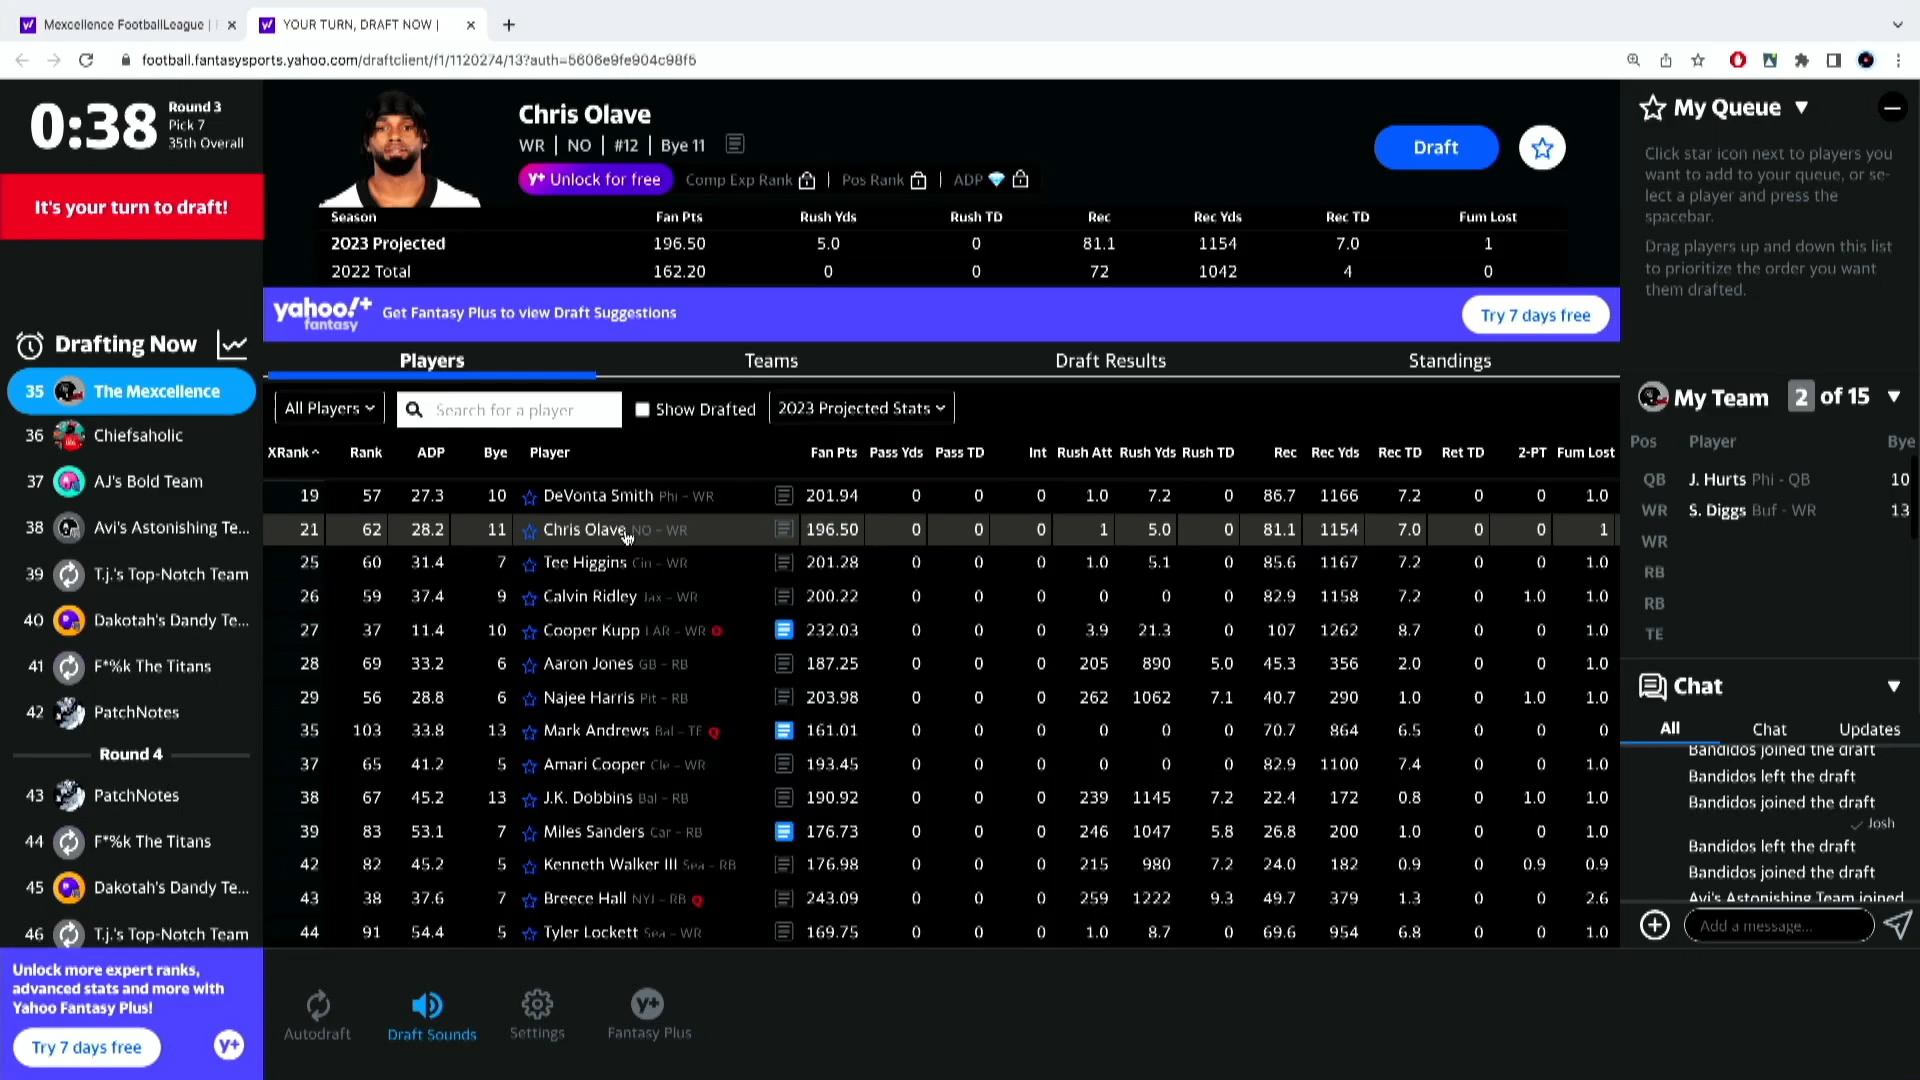 Mexcellence FootballLeague |
YOUR TURN, DRAFT NOW |
football.fantasysports.yahoo.com/draftclient/f1/1120274/13?auth=5606e9fe904c98f5
0:38
Round 3
Pick 7
35th Overall
It's your turn to draft!
Drafting Now
35 The Mexcellence
36 Chiefsaholic
37 AJ's Bold Team
38 Avi's Astonishing Te...
39 T.j.'s Top-Notch Team
40 Dakotah's Dandy Te...
41 F*%k The Titans
42 PatchNotes
Round 4
43 PatchNotes
44 F*%k The Titans
45 Dakotah's Dandy Te...
46 T.j.'s Top-Notch Team
Unlock more expert ranks,
advanced stats and more with
Yahoo Fantasy Plus!
Try 7 days free
y+
Chris Olave
WR | NO | #12 | Bye 11
y+ Unlock for free Comp Exp Rank | Pos Rank | ADP
Draft
Season Fan Pts Rush Yds Rush TD Rec Rec Yds Rec TD Fum Lost
2023 Projected 196.50 5.0 0 81.1 1154 7.0 1
2022 Total 162.20 0 0 72 1042 4 0
yahoo!+
fantasy
Get Fantasy Plus to view Draft Suggestions
Try 7 days free
Players Teams Draft Results Standings
All Players Search for a player Show Drafted 2023 Projected Stats
XRank Rank ADP Bye Player Fan Pts Pass Yds Pass TD Int Rush Att Rush Yds Rush TD Rec Rec Yds Rec TD Ret TD 2-PT Fum Lost
19 57 27.3 10 DeVonta Smith Phi - WR 201.94 0 0 0 1.0 7.2 0 86.7 1166 7.2 0 0 1.0
21 62 28.2 11 Chris Olave NO - WR 196.50 0 0 0 1 5.0 0 81.1 1154 7.0 0 0 1
25 60 31.4 7 Tee Higgins Cin - WR 201.28 0 0 0 1.0 5.1 0 85.6 1167 7.2 0 0 1.0
26 59 37.4 9 Calvin Ridley Jax - WR 200.22 0 0 0 0 0 0 82.9 1158 7.2 0 1.0 1.0
27 37 11.4 10 Cooper Kupp LAR - WR Q 232.03 0 0 0 3.9 21.3 0 107 1262 8.7 0 0 1.0
28 69 33.2 6 Aaron Jones GB - RB 187.25 0 0 0 205 890 5.0 45.3 356 2.0 0 0 1.0
29 56 28.8 6 Najee Harris Pit - RB 203.98 0 0 0 262 1062 7.1 40.7 290 1.0 0 1.0 1.0
35 103 33.8 13 Mark Andrews Bal - TE Q 161.01 0 0 0 0 0 0 70.7 864 6.5 0 0 0
37 65 41.2 5 Amari Cooper Cle - WR 193.45 0 0 0 0 0 0 82.9 1100 7.4 0 0 1.0
38 67 45.2 13 J.K. Dobbins Bal - RB 190.92 0 0 0 239 1145 7.2 22.4 172 0.8 0 1.0 1.0
39 83 53.1 7 Miles Sanders Car - RB 176.73 0 0 0 246 1047 5.8 26.8 200 1.0 0 0 1.0
42 82 45.2 5 Kenneth Walker III Sea - RB 176.98 0 0 0 215 980 7.2 24.0 182 0.9 0 0.9 0.9
43 38 37.6 7 Breece Hall NYJ - RB Q 243.09 0 0 0 259 1222 9.3 49.7 379 1.3 0 0 2.6
44 91 54.4 5 Tyler Lockett Sea - WR 169.75 0 0 0 1.0 8.7 0 69.6 954 6.8 0 0 1.0
Autodraft Draft Sounds Settings Fantasy Plus
My Queue
Click star icon next to players you
want to add to your queue, or se-
lect a player and press the
spacebar.
Drag players up and down this list
to prioritize the order you want
them drafted.
My Team 2 of 15
Pos Player Bye
QB J. Hurts Phi - QB 10
WR S. Diggs Buf - WR 13
WR
RB
RB
TE
Chat
All Chat Updates
Bandidos joined the draft
Bandidos left the draft
Bandidos joined the draft
Josh
Bandidos left the draft
Bandidos joined the draft
Avi's Astonishing Team joined
Add a message...